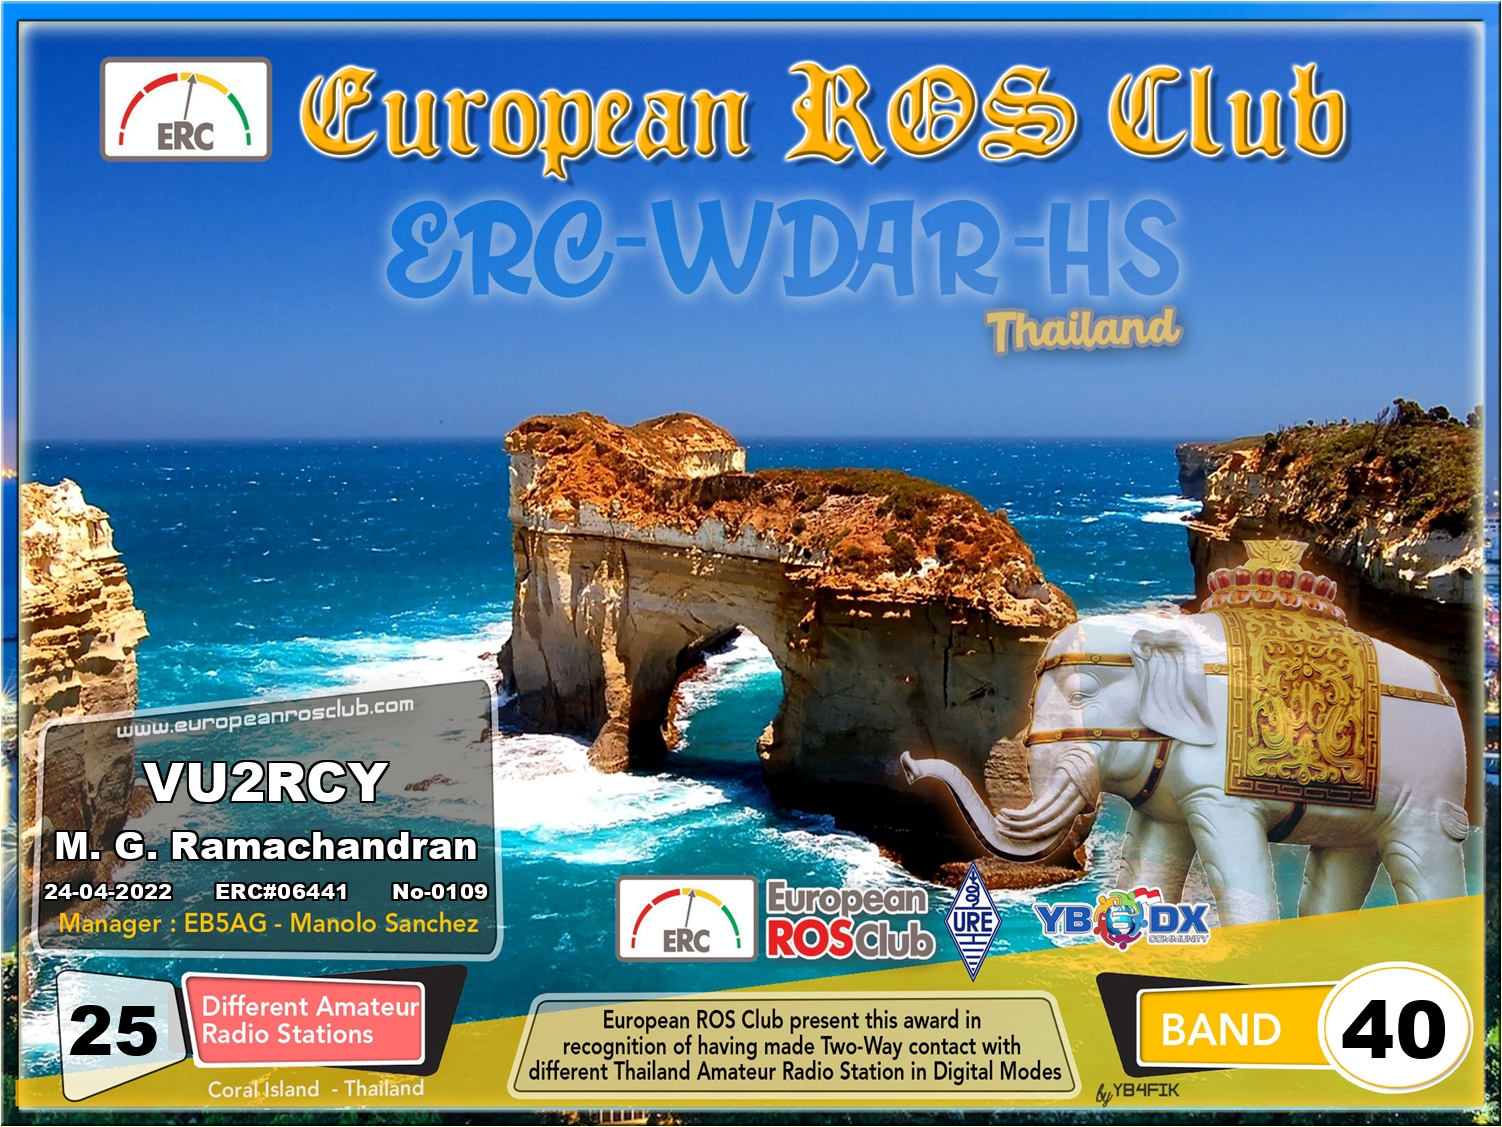 ERC
European ROS Club
ERC-WDAR-HS
Thailand
www.europeanrosclub.com
VU2RCY
M. G. Ramachandran
24-04-2022 ERC#06441 No-0109
Manager : EB5AG - Manolo Sanchez
ERC
European
ROSClub
URE
YB DX
COMMUNITY
25
Different Amateur
Radio Stations
Coral Island - Thailand
European ROS Club present this award in
recognition of having made Two-Way contact with
different Thailand Amateur Radio Station in Digital Modes
BAND
40
by YB4FIK